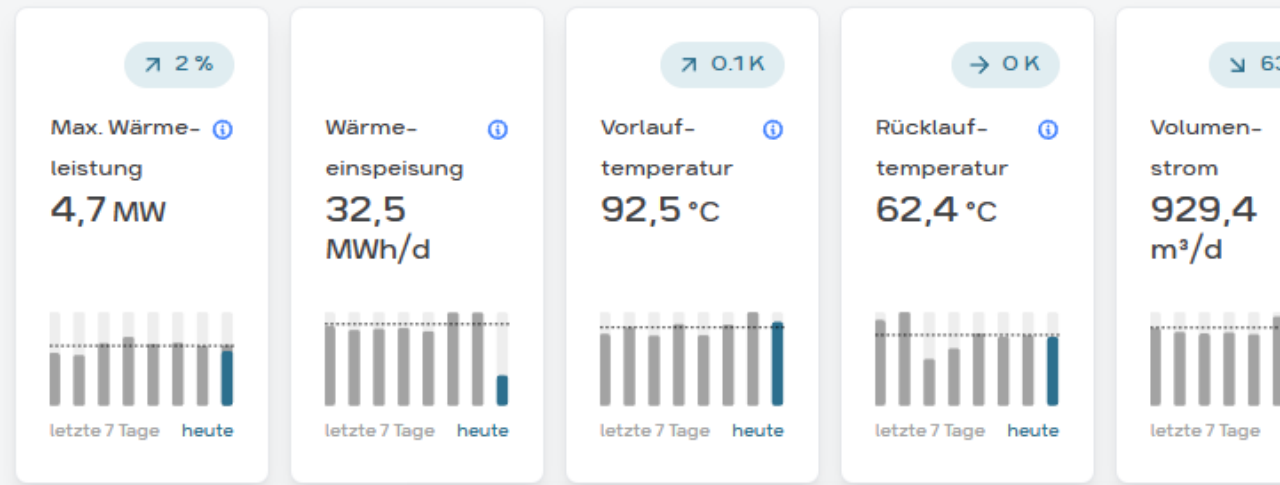 2 %
Max. Wärme-
leistung
4,7 MW
letzte 7 Tage heute
Wärme-
einspeisung
32,5
MWh/d
letzte 7 Tage heute
0.1 K
Vorlauf-
temperatur
92,5 °C
letzte 7 Tage heute
0 K
Rücklauf-
temperatur
62,4 °C
letzte 7 Tage heute
Volumen-
strom
929,4
m³/d
letzte 7 Tage